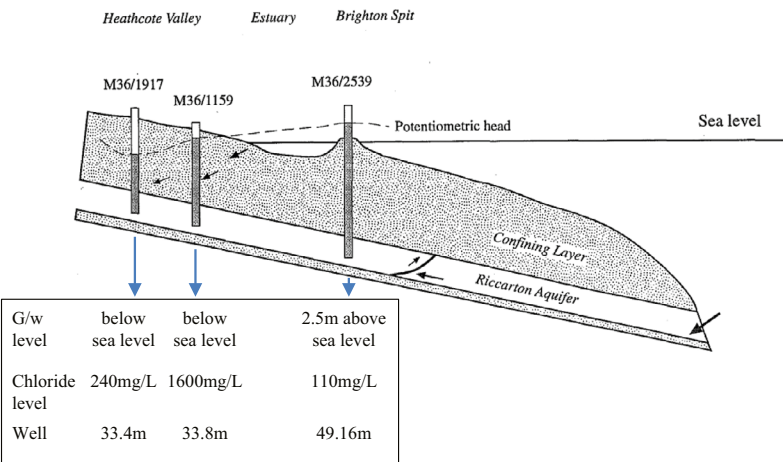 Heathcote Valley Estuary Brighton Spit
M36/1917
M36/2539
M36/1159
Potentiometric head
Sea level
Confining Layer
Riccarton Aquifer
G/w below below 2.5m above
level sea level sea level sea level
Chloride 240mg/L 1600mg/L 110mg/L
level
Well 33.4m 33.8m 49.16m